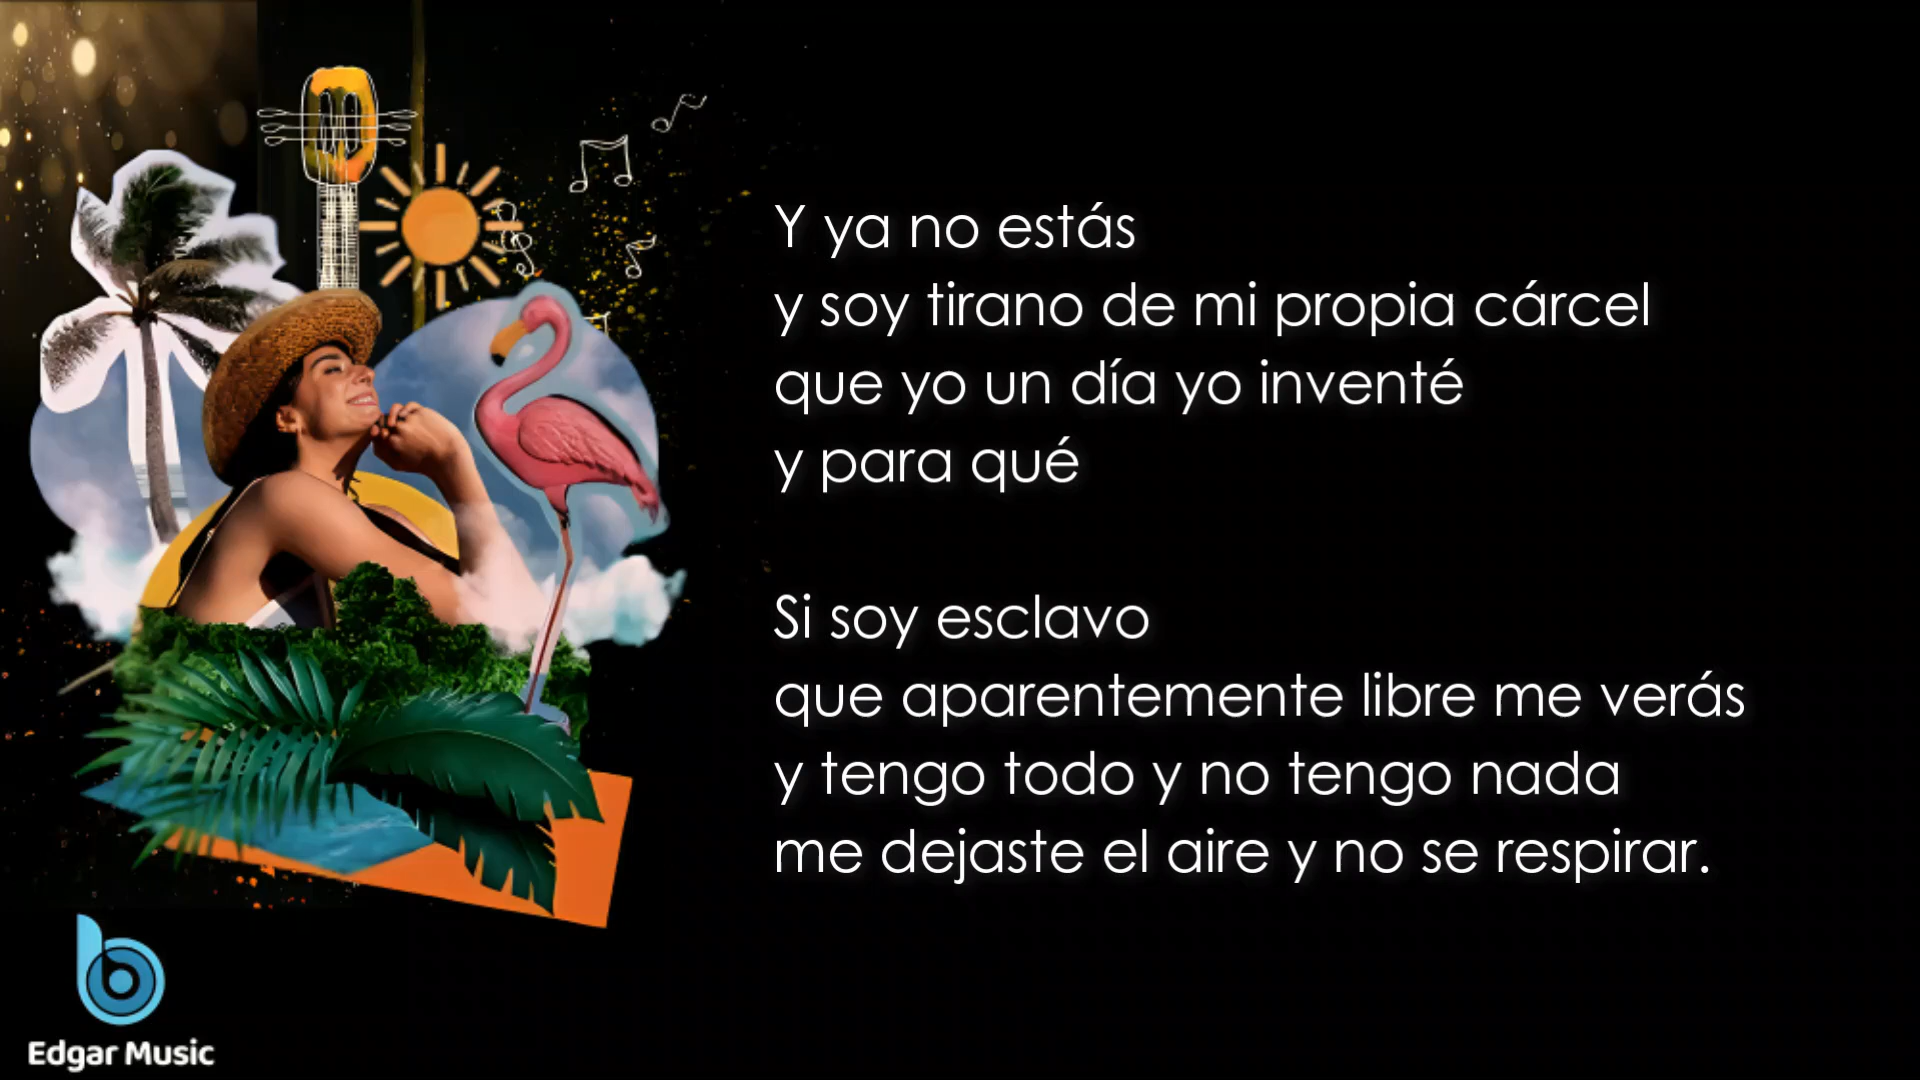 Y ya no estás
y soy tirano de mi propia cárcel
que yo un día yo inventé
y para qué
Si soy esclavo
que aparentemente libre me verás
y tengo todo y no tengo nada
me dejaste el aire y no se respirar.
Edgar Music